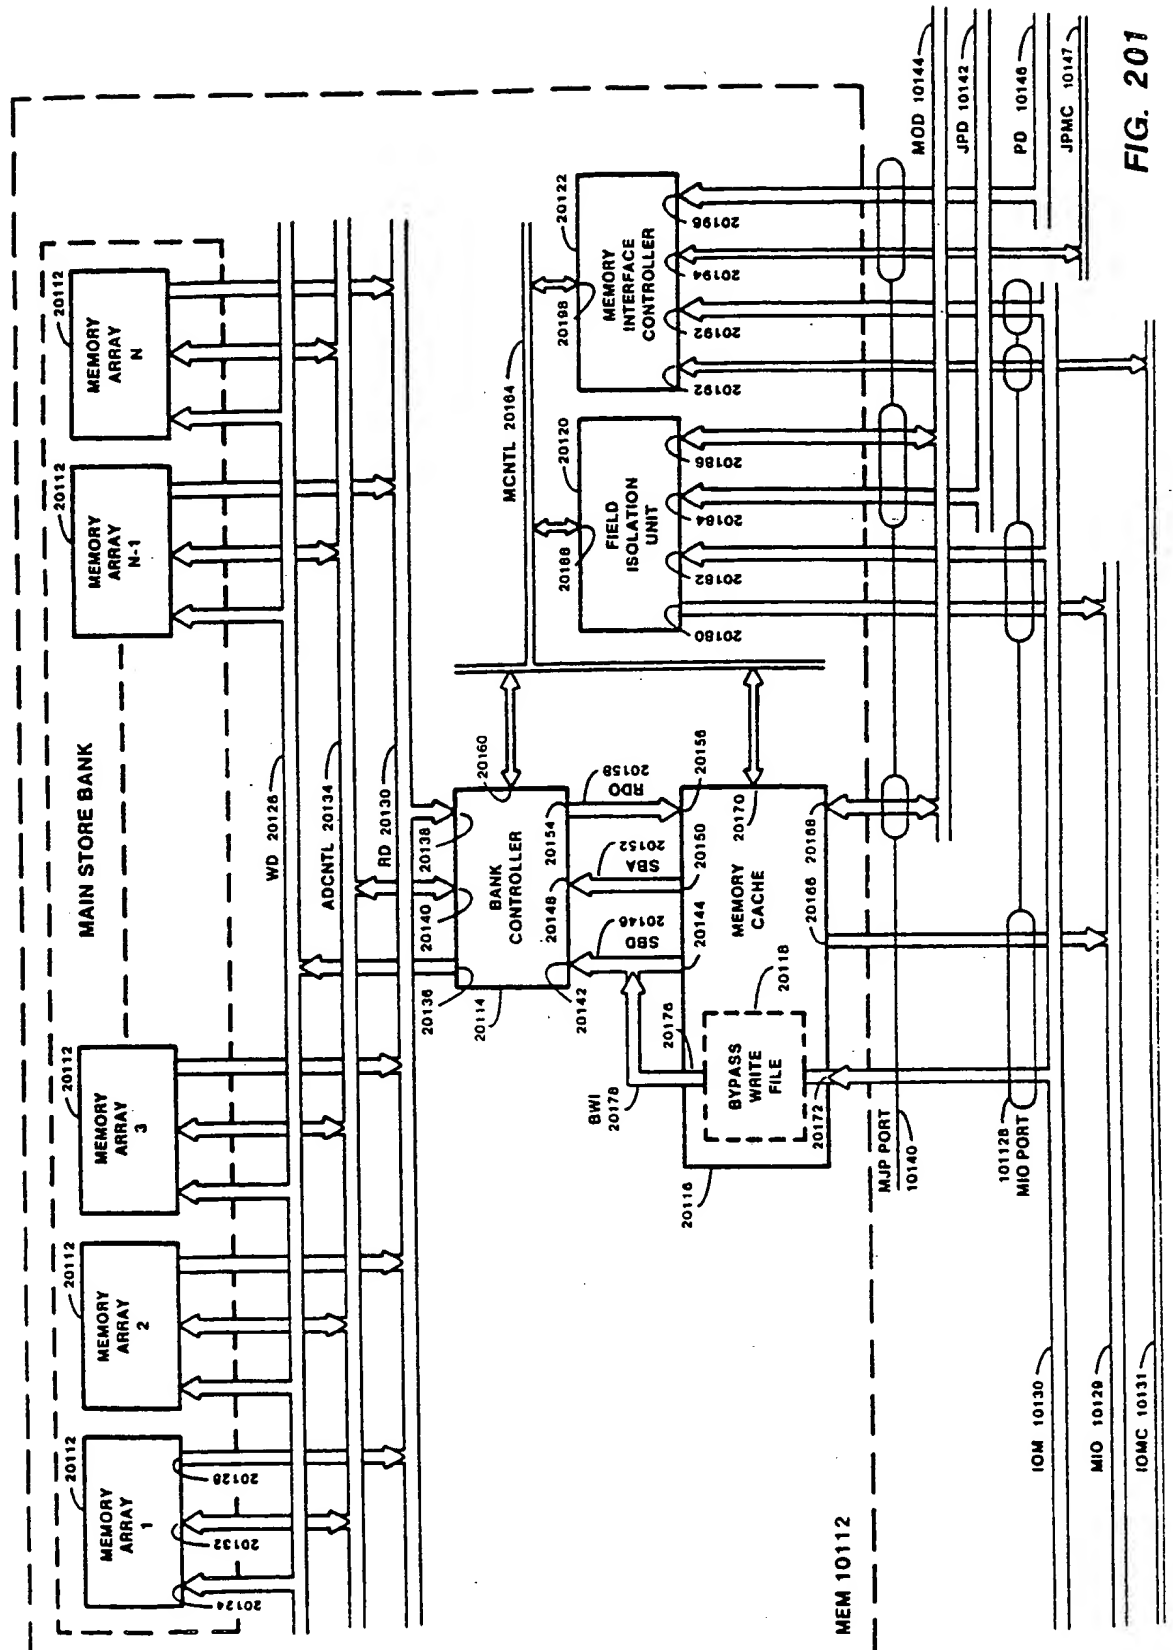 MAIN STORE BANK
20112
MEMORY
ARRAY
1
20124
20132
20128
20112
MEMORY
ARRAY
2
20112
MEMORY
ARRAY
3
20112
MEMORY
ARRAY
N-1
20112
MEMORY
ARRAY
N
WD 20126
ADCNTL 20134
RD 20130
20136
20140
20138
20160
20114
BANK
CONTROLLER
20142
20148
20154
SBD
20146
SBA
20152
RDO
20158
20144
20150
20156
BWI
20178
20176
20118
BYPASS
WRITE
FILE
20172
20116
MEMORY
CACHE
20170
20166
20168
MCNTL 20164
20188
20120
FIELD
ISOLATION
UNIT
20180
20182
20184
20186
20198
20122
MEMORY
INTERFACE
CONTROLLER
20192
20192
20194
20196
MEM 10112
MJP PORT
10140
10112B
MIO PORT
MOD 10144
JPD 10142
PD 10146
JPMC 10147
IOM 10130
MIO 10129
IOMC 10131
FIG. 201